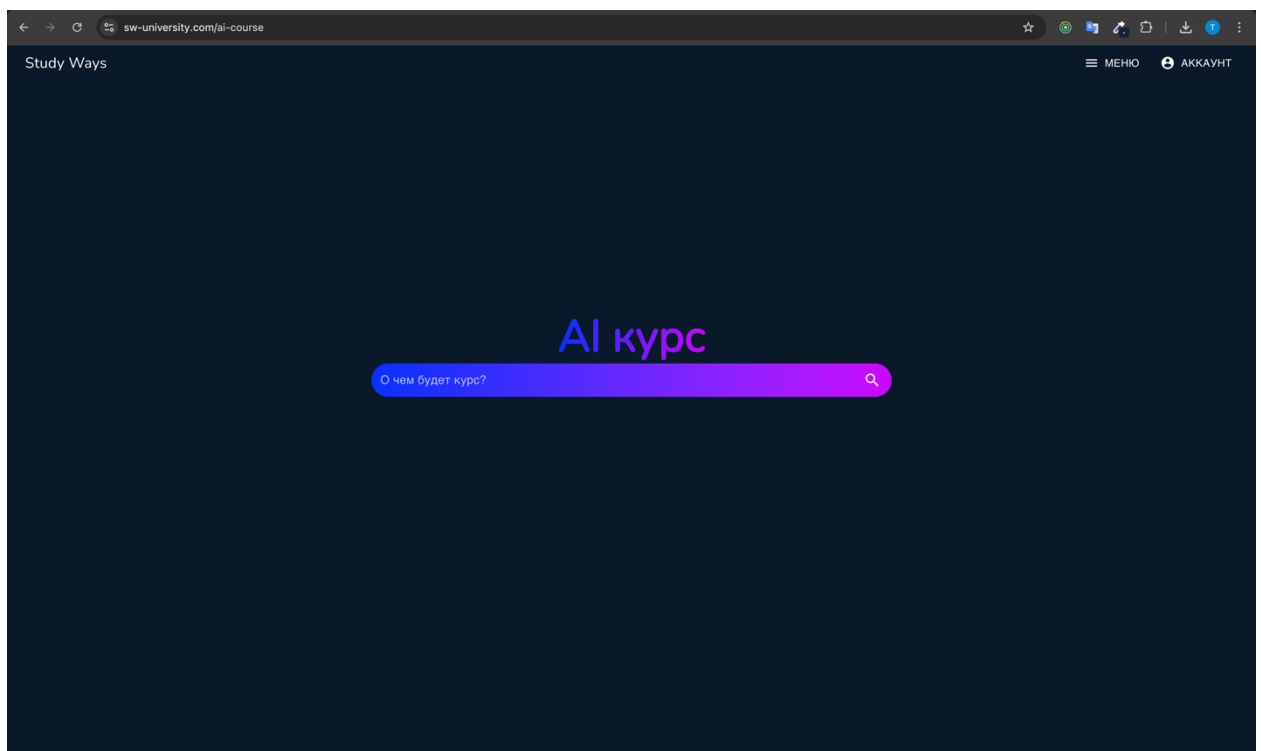 sw-university.com/ai-course
T
Study Ways
МЕНЮ
АККАУНТ
AI курс
О чем будет курс?